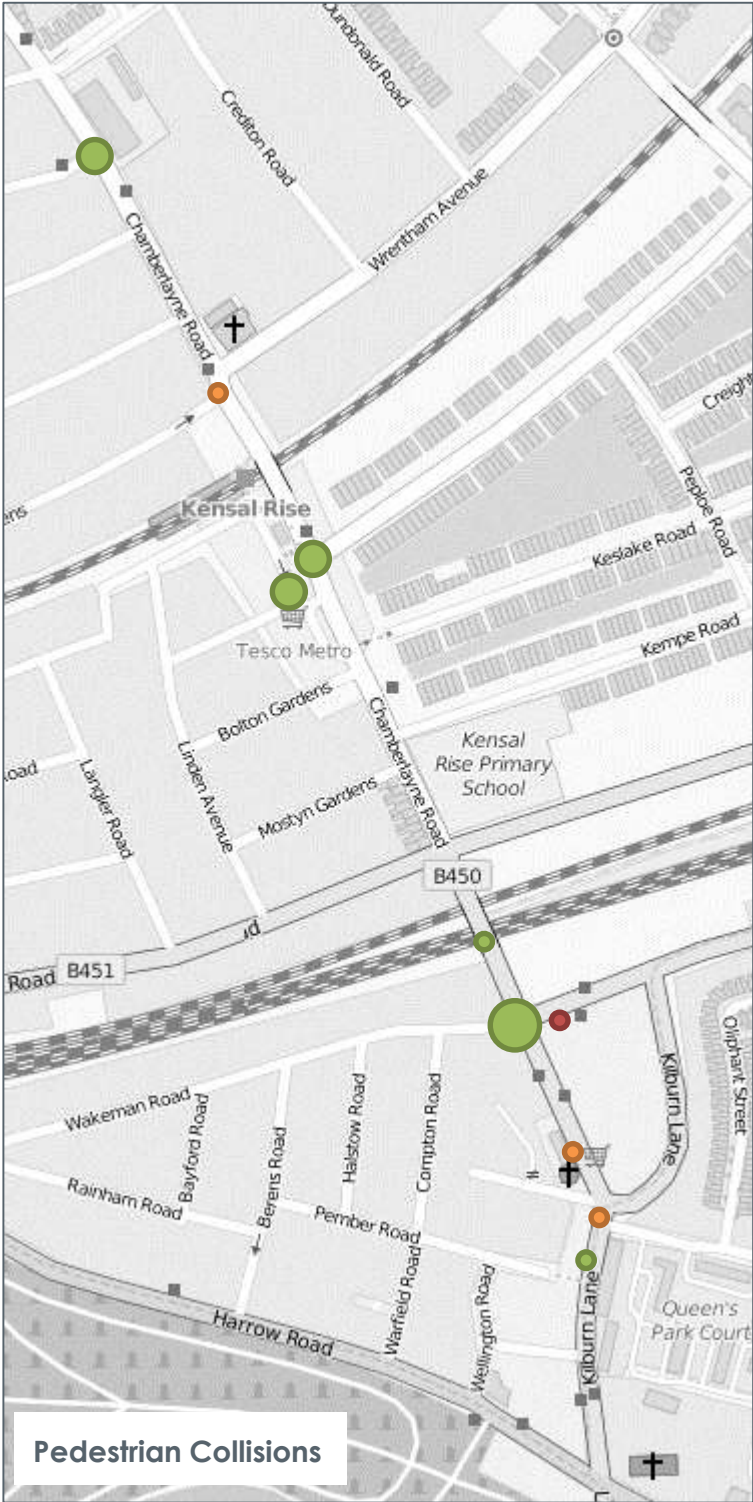 Dundonald Road
Crediton Road
Wrentham Avenue
Chamberlayne Road
Creight
Peploe Road
ens
Kensal Rise
Keslake Road
Kempe Road
Tesco Metro
Bolton Gardens
Chamberlayne Road
Kensal
Rise Primary
School
oad
Langler Road
Linden Avenue
Mostyn Gardens
B450
d
Road
B451
Oliphant Street
Kilburn Lane
Wakeman Road
Bayford Road
Halstow Road
Compton Road
Berens Road
Rainham Road
Pember Road
Warfield Road
Wellington Road
Kilburn Lane
Queen's
Park Court
Harrow Road
Pedestrian Collisions